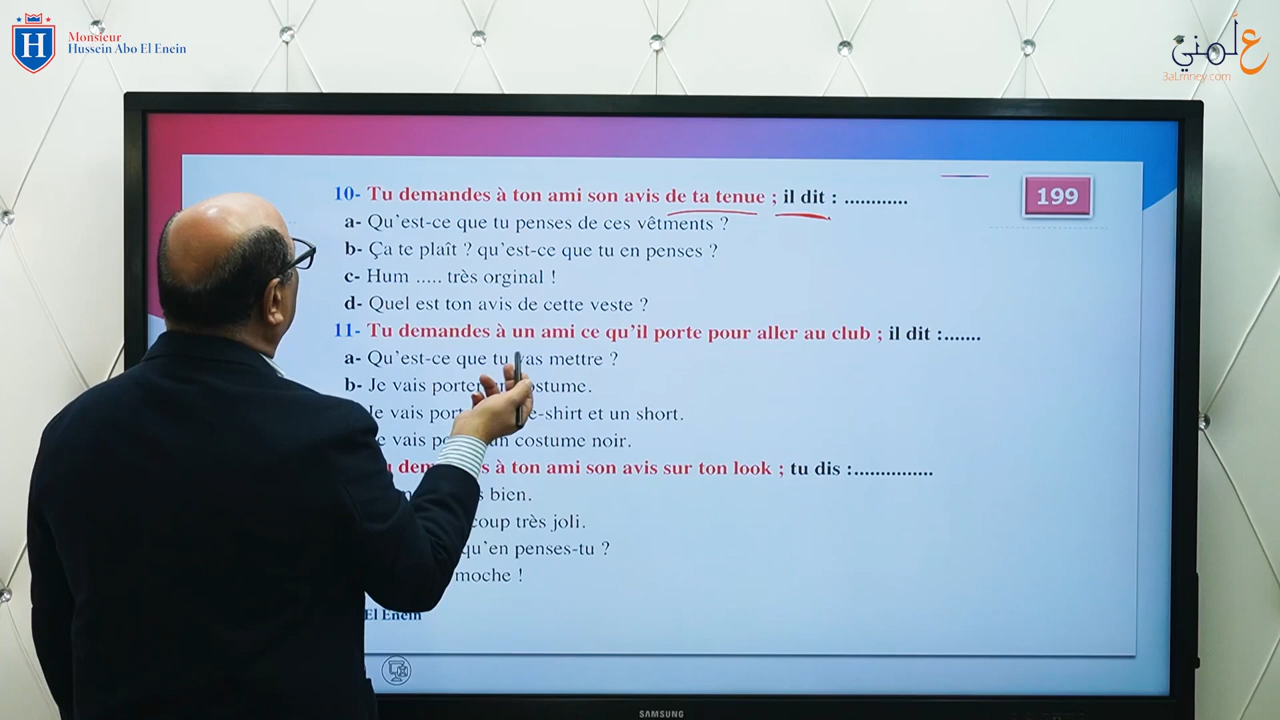 Monsieur
Hussein Abo El Enein
H
علمني
3aLmney.com
199
10- Tu demandes à ton ami son avis de ta tenue ; il dit : ............
a- Qu'est-ce que tu penses de ces vêtments ?
b- Ça te plaît ? qu'est-ce que tu en penses ?
c- Hum ..... très orginal !
d- Quel est ton avis de cette veste ?
11- Tu demandes à un ami ce qu'il porte pour aller au club ; il dit :.......
a- Qu'est-ce que tu vas mettre ?
b- Je vais porter un costume.
Je vais e-shirt et un short.
vais un costume noir.
à ton ami son avis sur ton look ; tu dis :...............
bien.
très joli.
qu'en penses-tu ?
moche !
El Enein
SAMSUNG